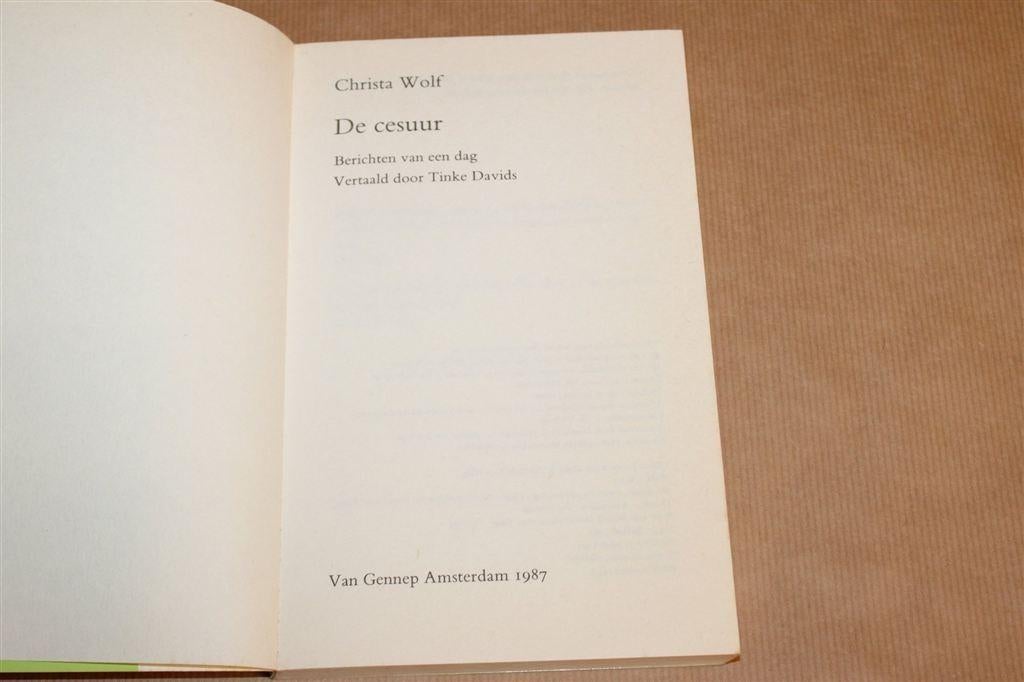 Christa Wolf
De cesuur
Berichten van een dag
Vertaald door Tinke Davids
Van Gennep Amsterdam 1987